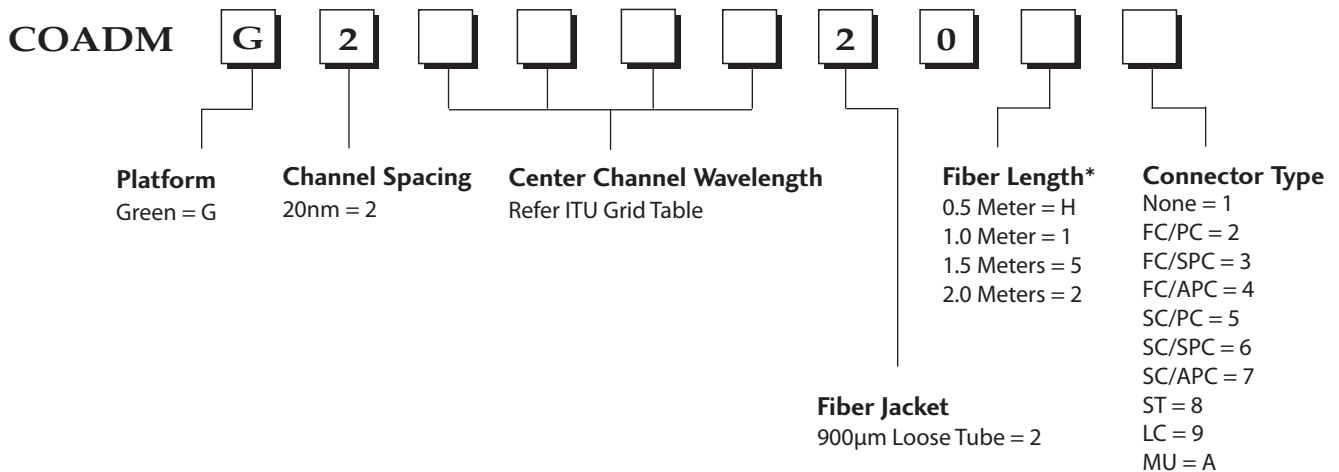 COADM G 2 2 0
Platform
Green = G
Channel Spacing
20nm = 2
Center Channel Wavelength
Refer ITU Grid Table
Fiber Jacket
900µm Loose Tube = 2
Fiber Length*
0.5 Meter = H
1.0 Meter = 1
1.5 Meters = 5
2.0 Meters = 2
Connector Type
None = 1
FC/PC = 2
FC/SPC = 3
FC/APC = 4
SC/PC = 5
SC/SPC = 6
SC/APC = 7
ST = 8
LC = 9
MU = A